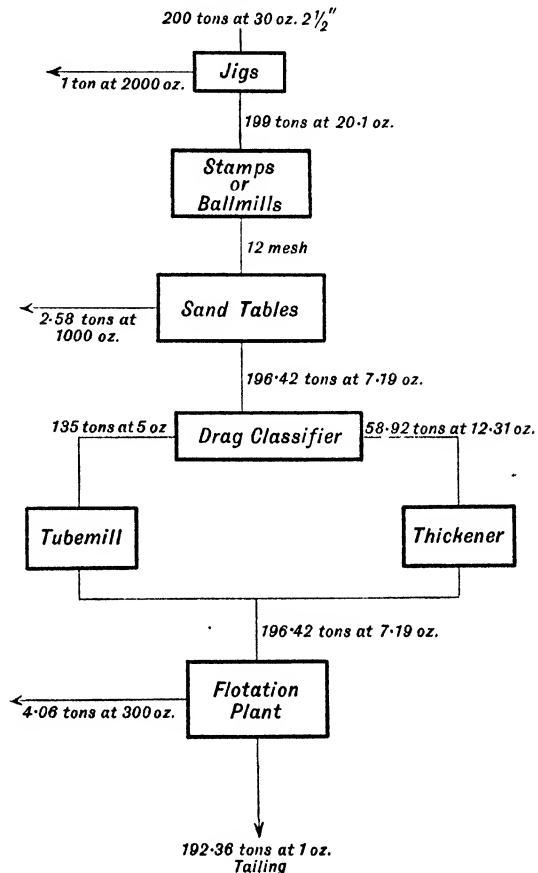 200 tons at 30 oz. 2½"
Jigs
1 ton at 2000 oz.
199 tons at 20·1 oz.
Stamps
or
Ballmills
12 mesh
Sand Tables
2·58 tons at
1000 oz.
196·42 tons at 7·19 oz.
135 tons at 5 oz
Drag Classifier
58·92 tons at 12·31 oz.
Tubemill
Thickener
196·42 tons at 7·19 oz.
Flotation
Plant
4·06 tons at 300 oz.
192·36 tons at 1 oz.
Tailing